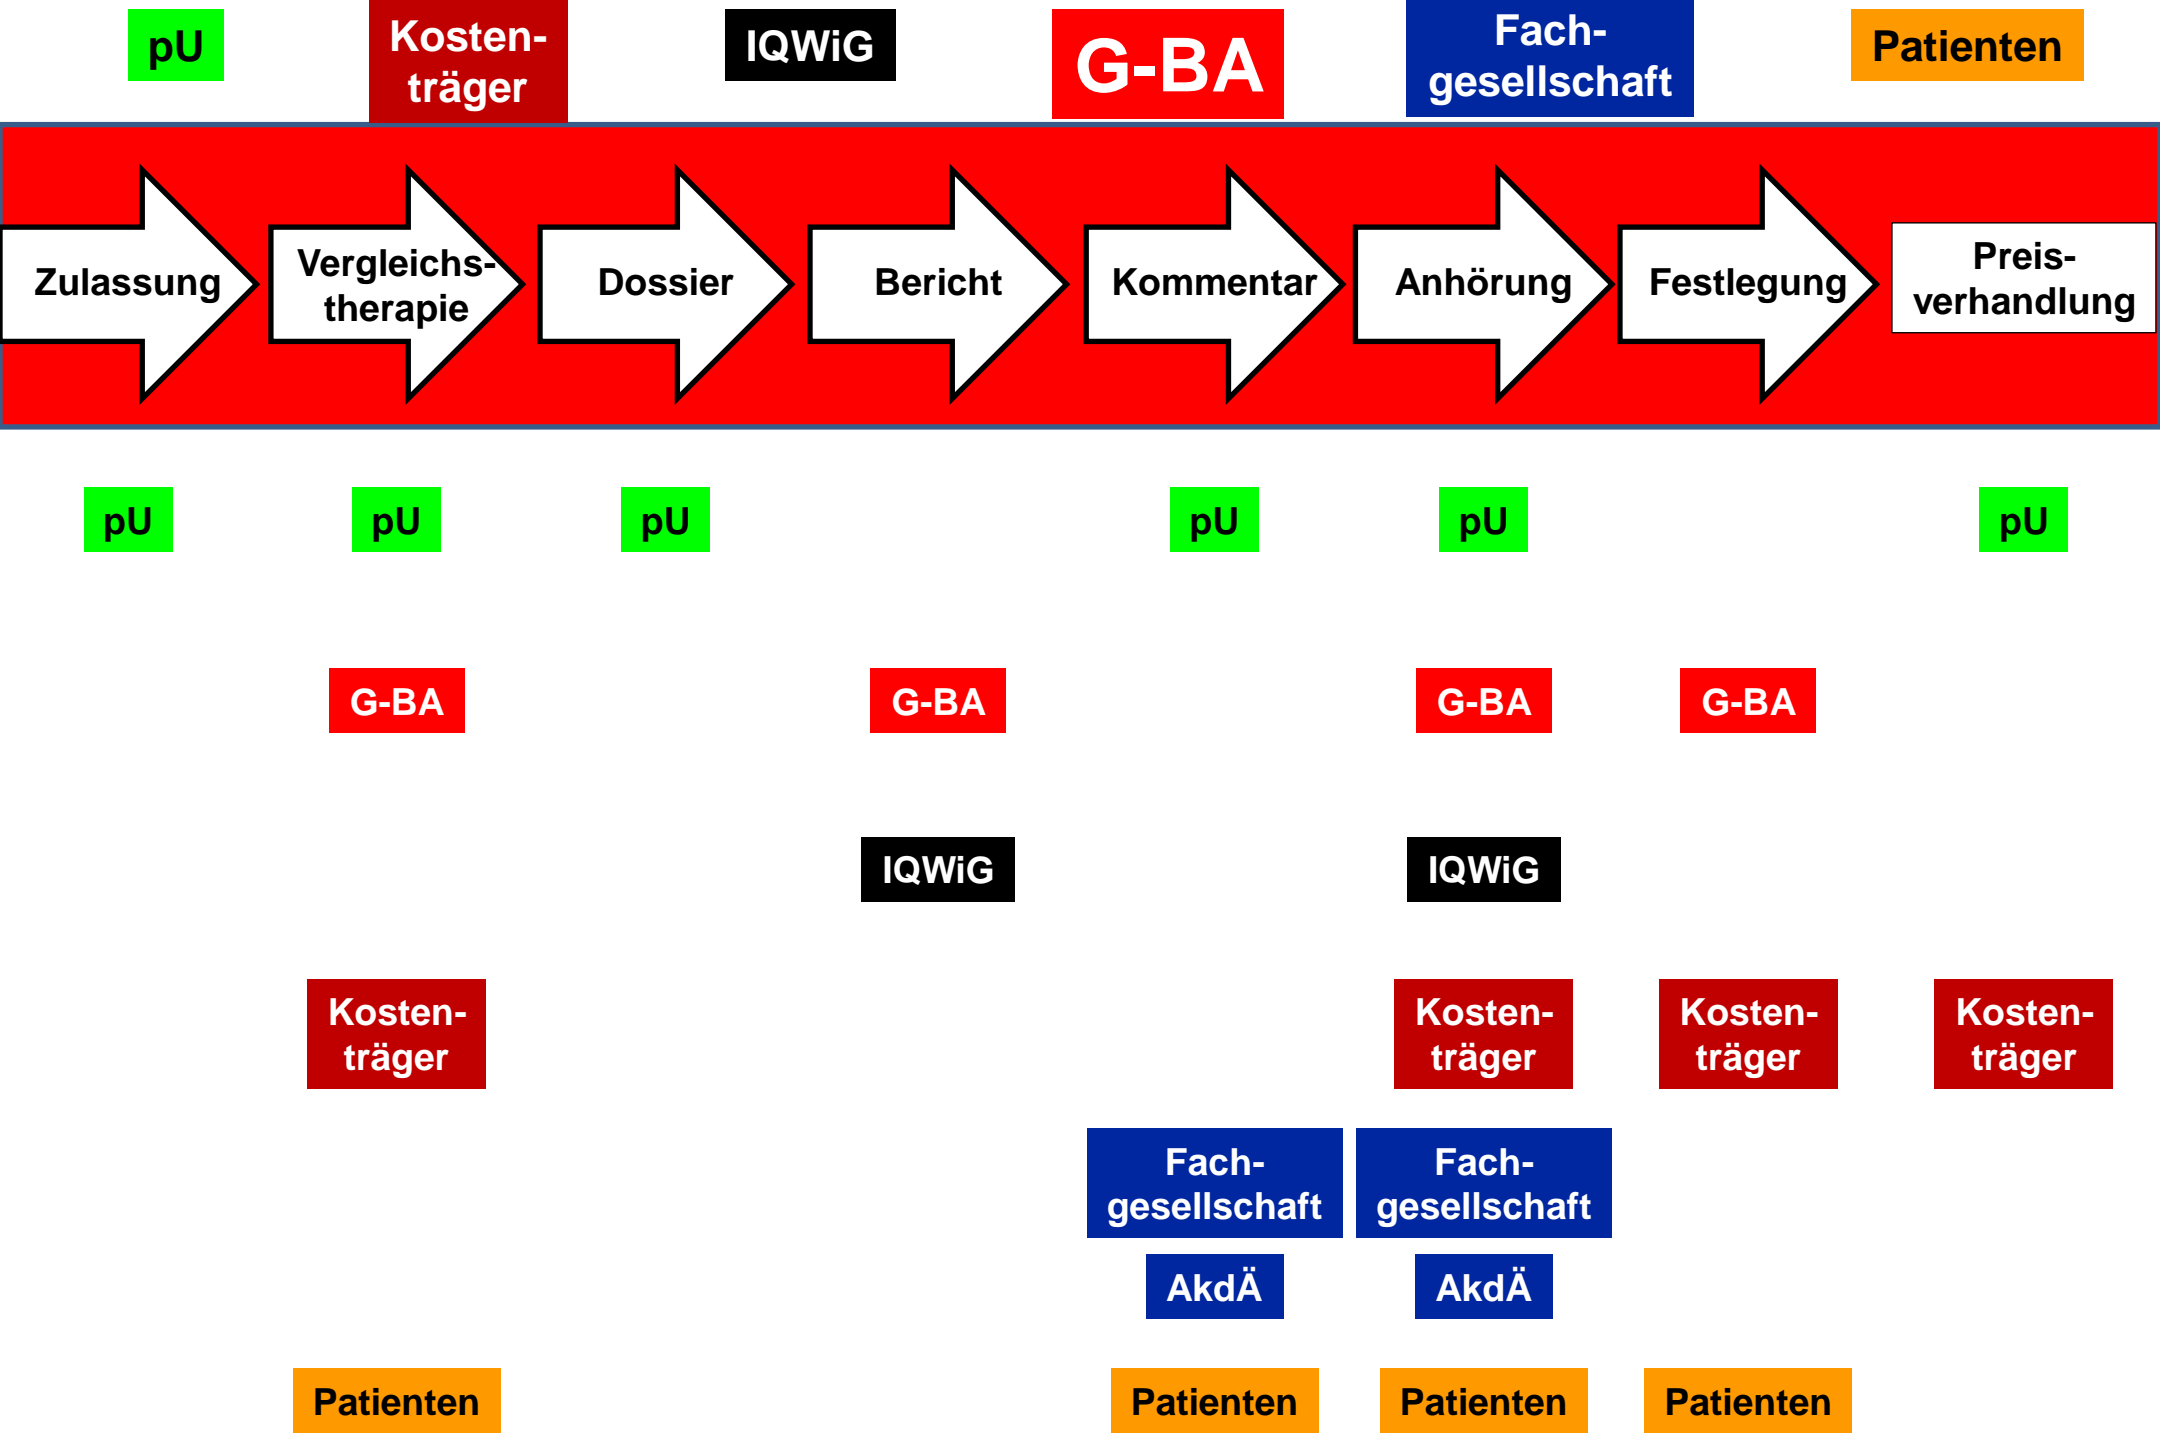 pU
Kosten-
träger
IQWiG
G-BA
Fach-
gesellschaft
Patienten
Zulassung
Vergleichs-
therapie
Dossier
Bericht
Kommentar
Anhörung
Festlegung
Preis-
verhandlung
pU
pU
pU
pU
pU
pU
G-BA
G-BA
G-BA
G-BA
IQWiG
IQWiG
Kosten-
träger
Kosten-
träger
Kosten-
träger
Kosten-
träger
Fach-
gesellschaft
Fach-
gesellschaft
AkdÄ
AkdÄ
Patienten
Patienten
Patienten
Patienten